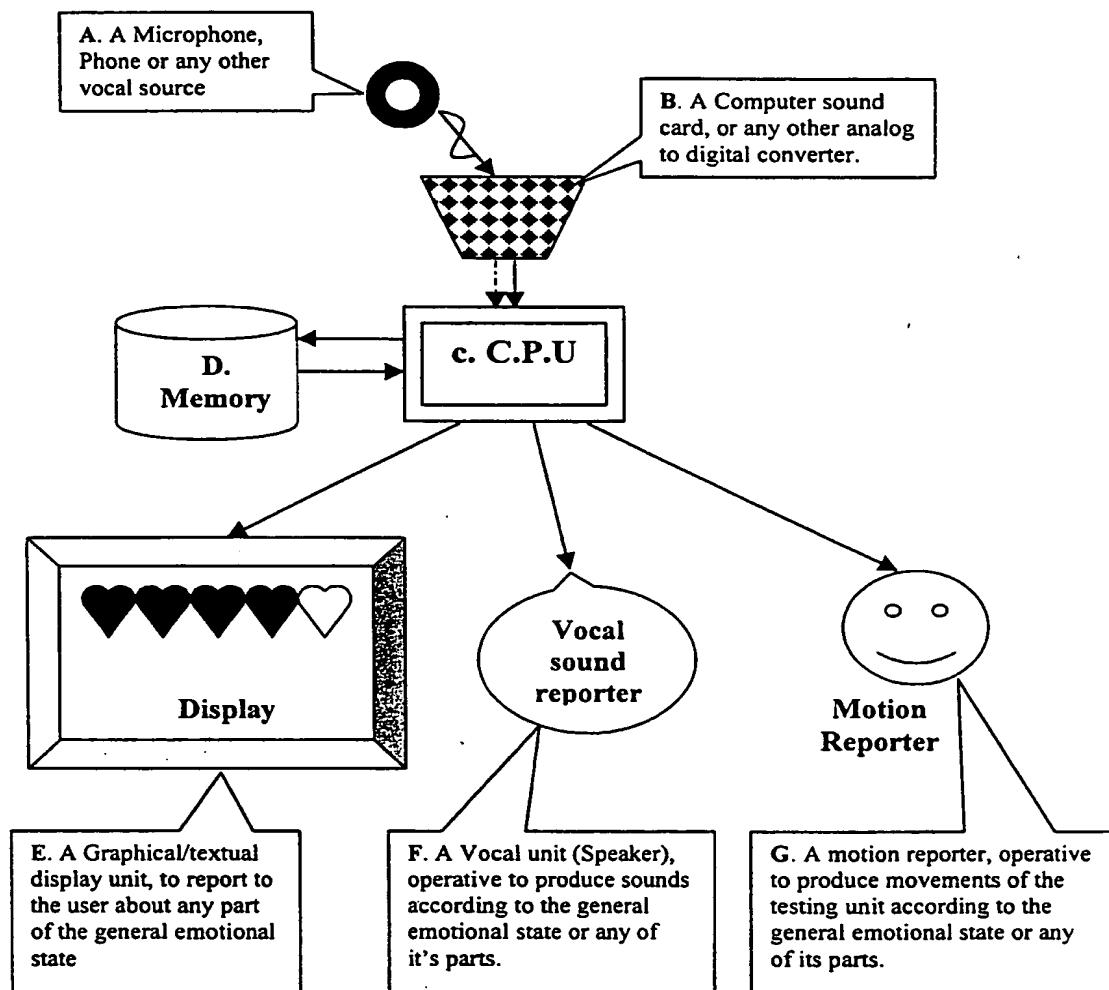 A. A Microphone,
Phone or any other
vocal source
B. A Computer sound
card, or any other analog
to digital converter.
c. C.P.U
D.
Memory
Display
Vocal
sound
reporter
Motion
Reporter
E. A Graphical/textual
display unit, to report to
the user about any part
of the general emotional
state
F. A Vocal unit (Speaker),
operative to produce sounds
according to the general
emotional state or any of
it's parts.
G. A motion reporter, operative
to produce movements of the
testing unit according to the
general emotional state or any
of its parts.